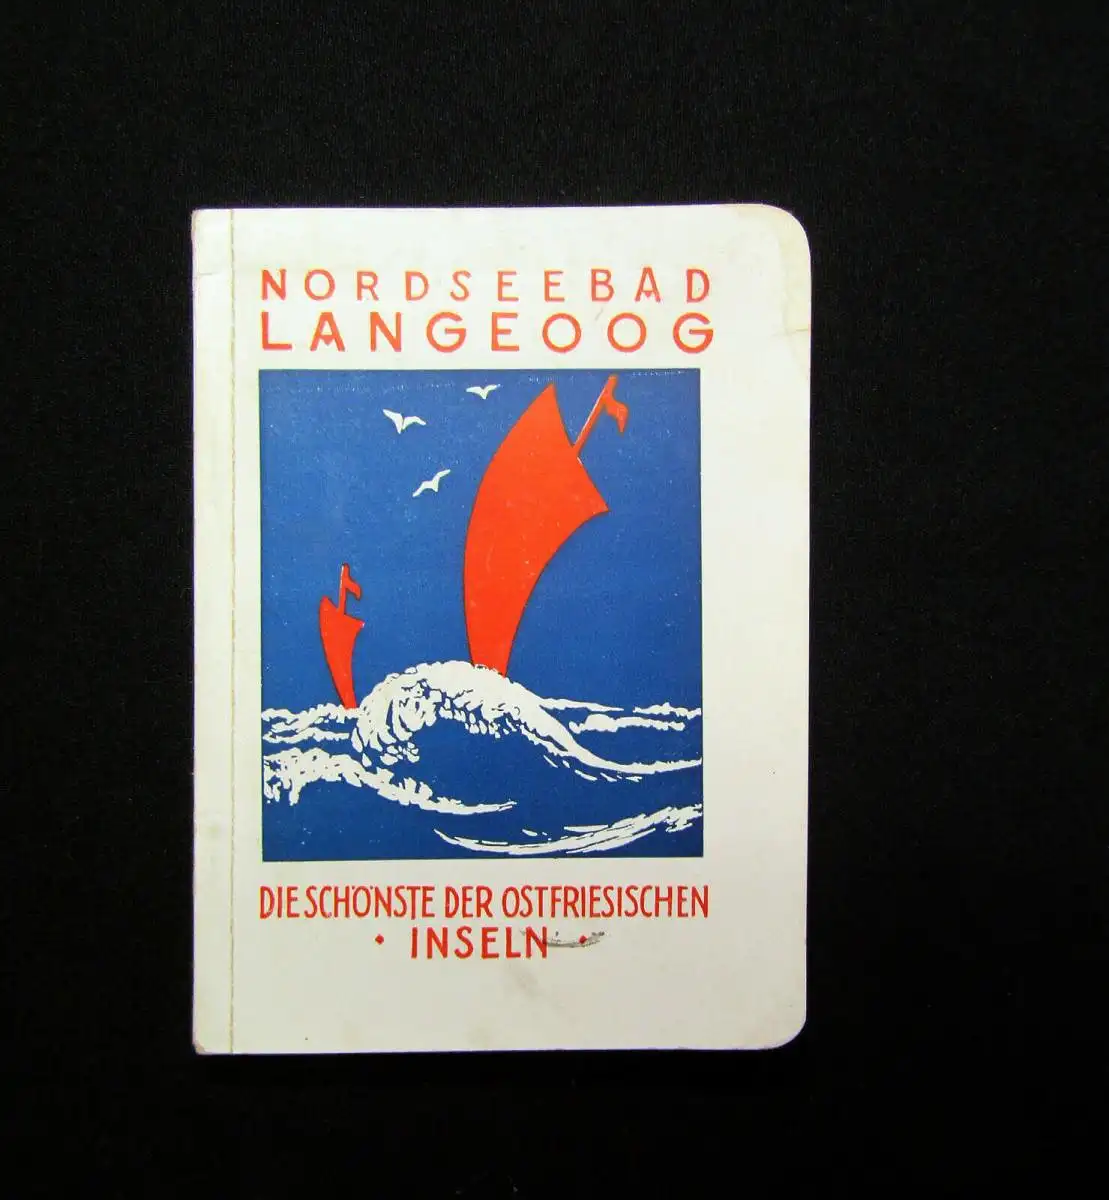 NORDSEEBAD
LANGEOOG
DIE SCHÖNSTE DER OSTFRIESISCHEN
• INSELN •